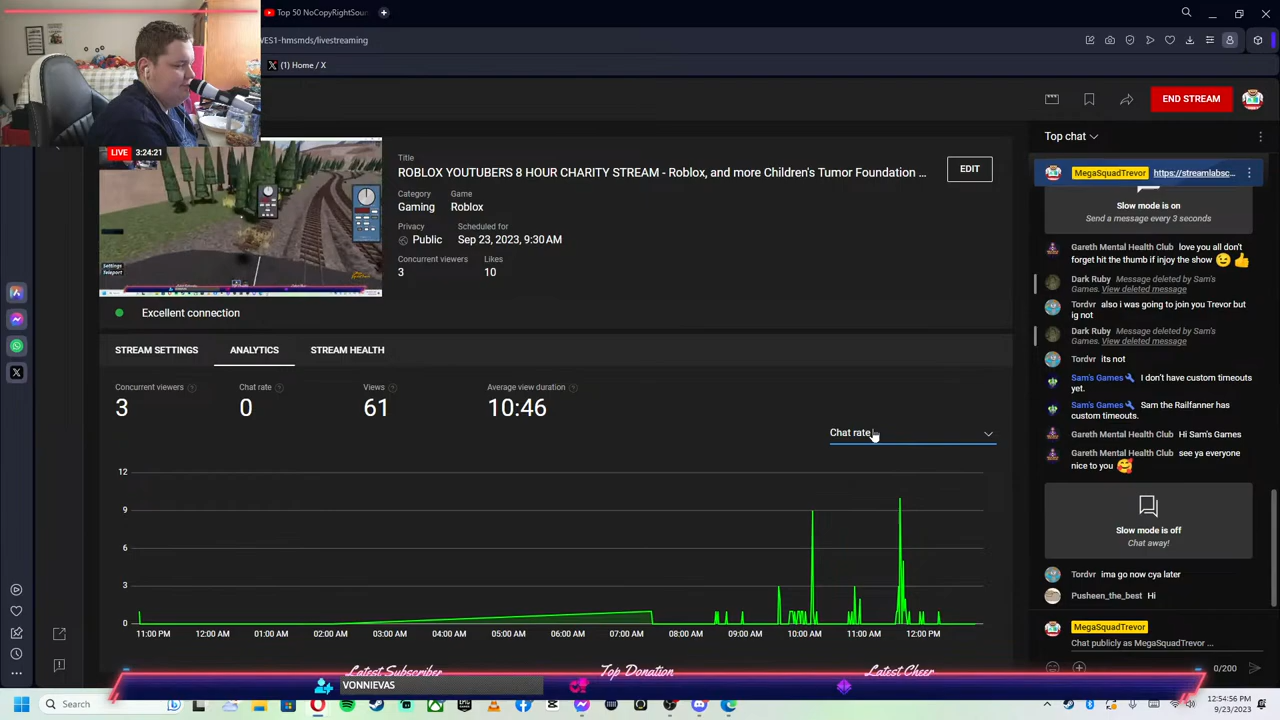 Top 50 NoCopyRightSoun
VES1-hmsmds/livestreaming
(1) Home / X
END STREAM
LIVE 3:24:21
Settings
Teleport
Title
ROBLOX YOUTUBERS 8 HOUR CHARITY STREAM - Roblox, and more Children's Tumor Foundation ...
EDIT
Category
Game
Gaming
Roblox
Privacy
Scheduled for
Public
Sep 23, 2023, 9:30 AM
Concurrent viewers
Likes
3
10
Excellent connection
STREAM SETTINGS
ANALYTICS
STREAM HEALTH
Concurrent viewers
Chat rate
Views
Average view duration
3
0
61
10:46
Chat rate
12
9
6
3
0
11:00 PM
12:00 AM
01:00 AM
02:00 AM
03:00 AM
04:00 AM
05:00 AM
06:00 AM
07:00 AM
08:00 AM
09:00 AM
10:00 AM
11:00 AM
12:00 PM
Top chat
MegaSquadTrevor https://streamlabs...
Slow mode is on
Send a message every 3 seconds
Gareth Mental Health Club love you all don't
forget hit the thumb if injoy the show 😉 👍
Dark Ruby Message deleted by Sam's
Games. View deleted message
Tordvr also i was going to join you Trevor but
ig not
Dark Ruby Message deleted by Sam's
Games. View deleted message
Tordvr its not
Sam's Games I don't have custom timeouts
yet.
Sam's Games Sam the Railfanner has
custom timeouts.
Gareth Mental Health Club Hi Sam's Games
Gareth Mental Health Club see ya everyone
nice to you 🥰
Slow mode is off
Chat away!
Tordvr ima go now cya later
Pusheen_the_best Hi
MegaSquadTrevor
Chat publicly as MegaSquadTrevor ...
0/200
Latest Subscriber
Top Donation
Latest Cheer
VONNIEVAS
Search
12:54:56 PM
9/23/2023